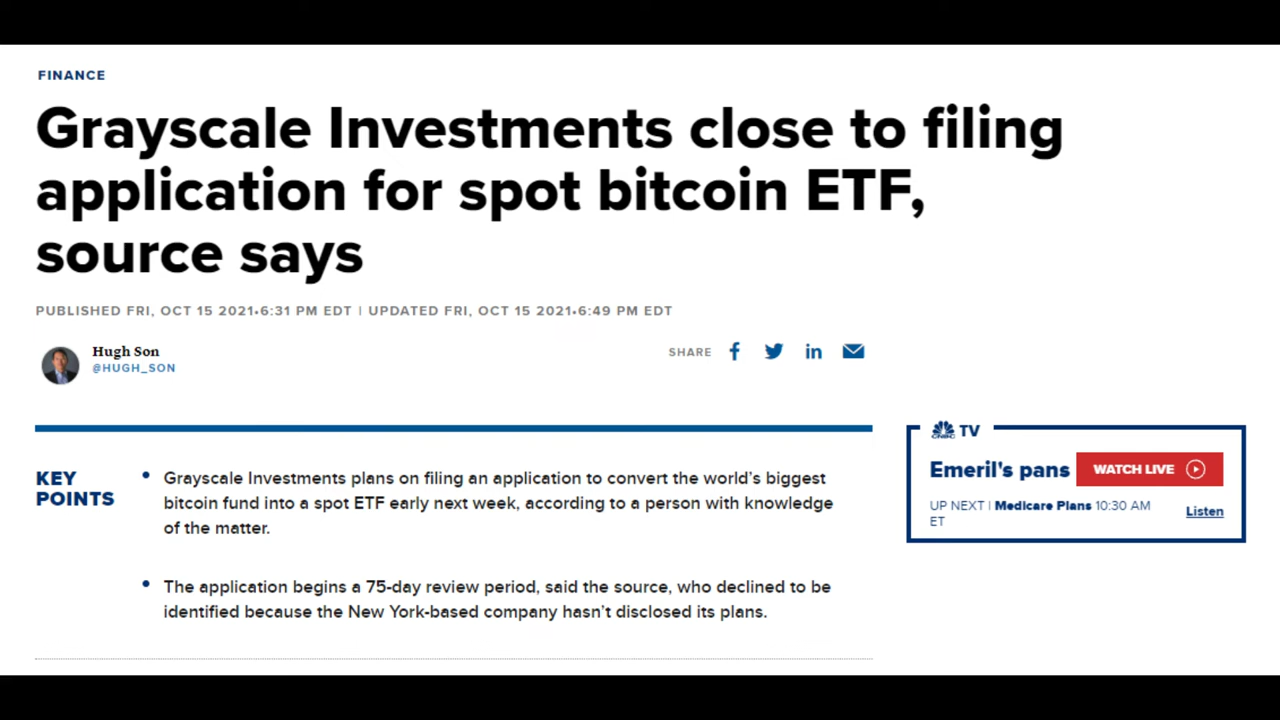 FINANCE
Grayscale Investments close to filing
application for spot bitcoin ETF,
source says
PUBLISHED FRI, OCT 15 2021•6:31 PM EDT | UPDATED FRI, OCT 15 2021•6:49 PM EDT
Hugh Son
@HUGH_SON
SHARE
KEY
POINTS
• Grayscale Investments plans on filing an application to convert the world's biggest
bitcoin fund into a spot ETF early next week, according to a person with knowledge
of the matter.
• The application begins a 75-day review period, said the source, who declined to be
identified because the New York-based company hasn't disclosed its plans.
CNBC TV
Emeril's pans WATCH LIVE
UP NEXT | Medicare Plans 10:30 AM
ET
Listen